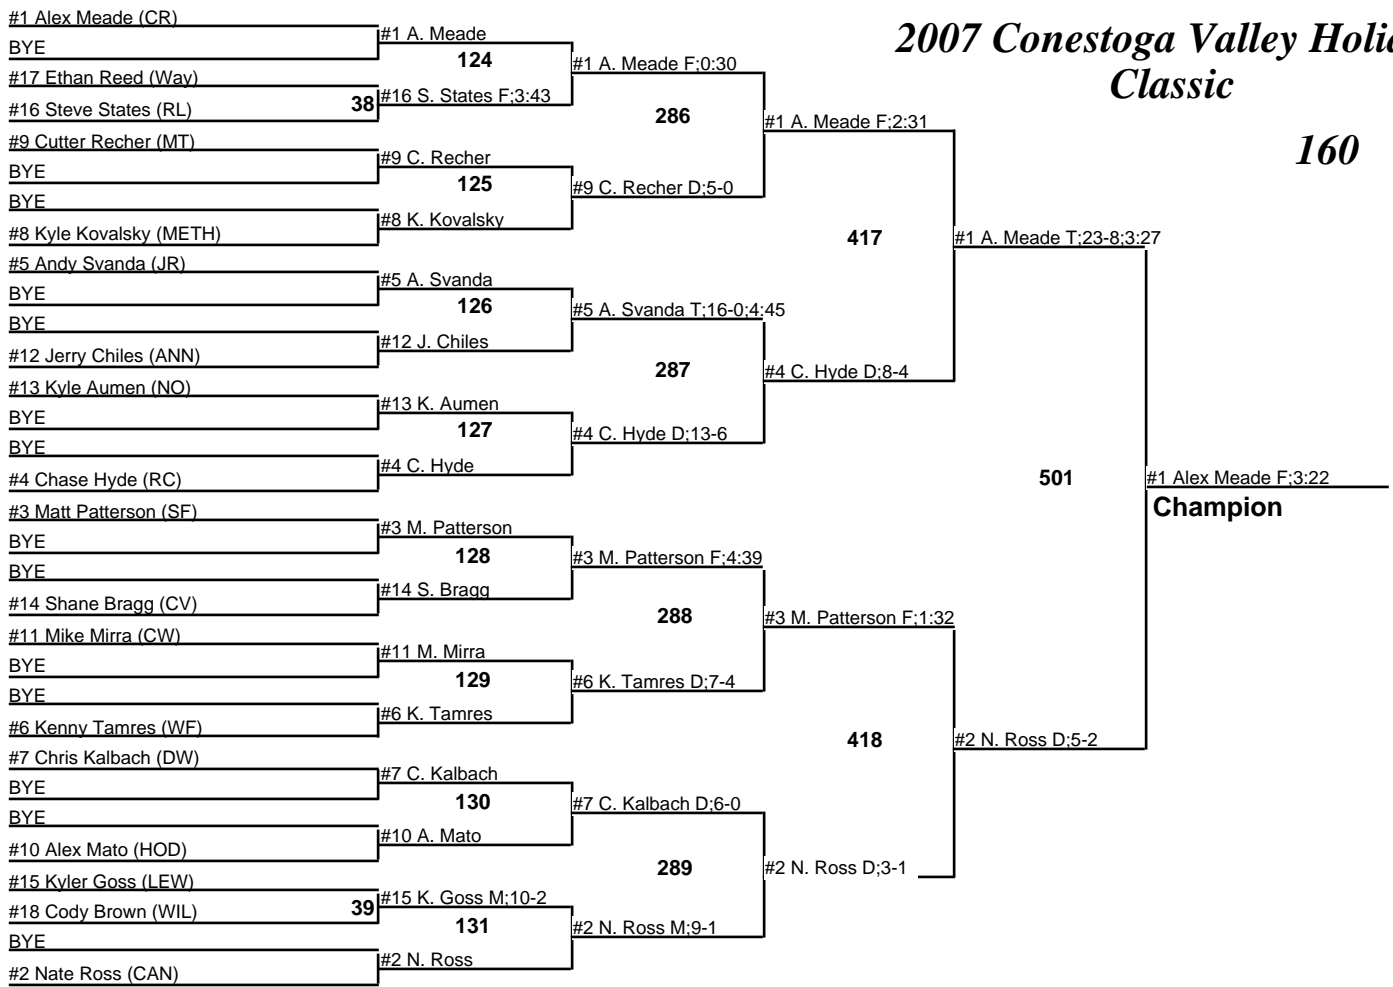 2007 Conestoga Valley Holid
Classic
160
#1 Alex Meade (CR)
BYE
#17 Ethan Reed (Way)
#16 Steve States (RL)
#9 Cutter Recher (MT)
BYE
BYE
#8 Kyle Kovalsky (METH)
#5 Andy Svanda (JR)
BYE
BYE
#12 Jerry Chiles (ANN)
#13 Kyle Aumen (NO)
BYE
BYE
#4 Chase Hyde (RC)
#3 Matt Patterson (SF)
BYE
BYE
#14 Shane Bragg (CV)
#11 Mike Mirra (CW)
BYE
BYE
#6 Kenny Tamres (WF)
#7 Chris Kalbach (DW)
BYE
BYE
#10 Alex Mato (HOD)
#15 Kyler Goss (LEW)
#18 Cody Brown (WIL)
BYE
#2 Nate Ross (CAN)
38
39
#1 A. Meade
124
#16 S. States F;3:43
#9 C. Recher
125
#8 K. Kovalsky
#5 A. Svanda
126
#12 J. Chiles
#13 K. Aumen
127
#4 C. Hyde
#3 M. Patterson
128
#14 S. Bragg
#11 M. Mirra
129
#6 K. Tamres
#7 C. Kalbach
130
#10 A. Mato
#15 K. Goss M;10-2
131
#2 N. Ross
#1 A. Meade F;0:30
286
#9 C. Recher D;5-0
#5 A. Svanda T;16-0;4:45
287
#4 C. Hyde D;13-6
#3 M. Patterson F;4:39
288
#6 K. Tamres D;7-4
#7 C. Kalbach D;6-0
289
#2 N. Ross M;9-1
#1 A. Meade F;2:31
417
#4 C. Hyde D;8-4
#3 M. Patterson F;1:32
418
#2 N. Ross D;3-1
#1 A. Meade T;23-8;3:27
501
#2 N. Ross D;5-2
#1 Alex Meade F;3:22
Champion